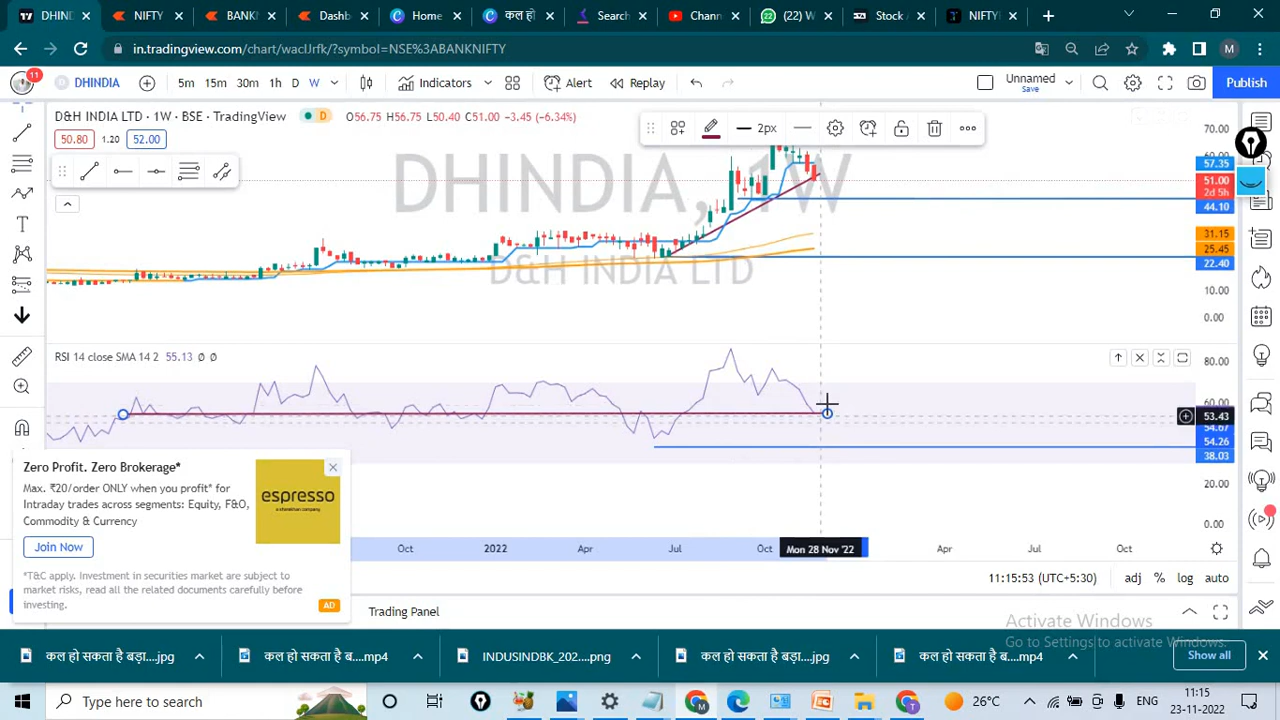 NIFTY
BANKN
Dashb
Home
कल हो
Search
Chann
(22) W
Stock
NIFTY
in.tradingview.com/chart/wacIJrfk/?symbol=NSE%3ABANKNIFTY
M
11
DHINDIA
5m 15m 30m 1h D W
Indicators
Alert
Replay
Unnamed
Save
Publish
D&H INDIA LTD · 1W · BSE · TradingView
D
O56.75 H56.75 L50.40 C51.00 −3.45 (−6.34%)
50.80 1.20 52.00
2px
DHINDIA, 1W
D&H INDIA LTD
70.00
57.35
51.00
2d 5h
44.10
31.15
25.45
22.40
10.00
0.00
RSI 14 close SMA 14 2 55.13 Ø Ø
80.00
60.00
53.43
54.67
54.26
38.03
20.00
0.00
Zero Profit. Zero Brokerage*
Max. ₹20/order ONLY when you profit* for
Intraday trades across segments: Equity, F&O,
Commodity & Currency
Join Now
espresso
*T&C apply. Investment in securities market are subject to
market risks, read all the related documents carefully before
investing.
AD
Oct 2022 Apr Jul Oct Mon 28 Nov '22 Apr Jul Oct
11:15:53 (UTC+5:30) adj % log auto
Trading Panel
Activate Windows
Go to Settings to activate Windows.
कल हो सकता है बड़ा....jpg
कल हो सकता है ब....mp4
INDUSINDBK_202....png
कल हो सकता है बड़ा....jpg
कल हो सकता है ब....mp4
Show all
Type here to search
26°C
ENG
11:15
23-11-2022